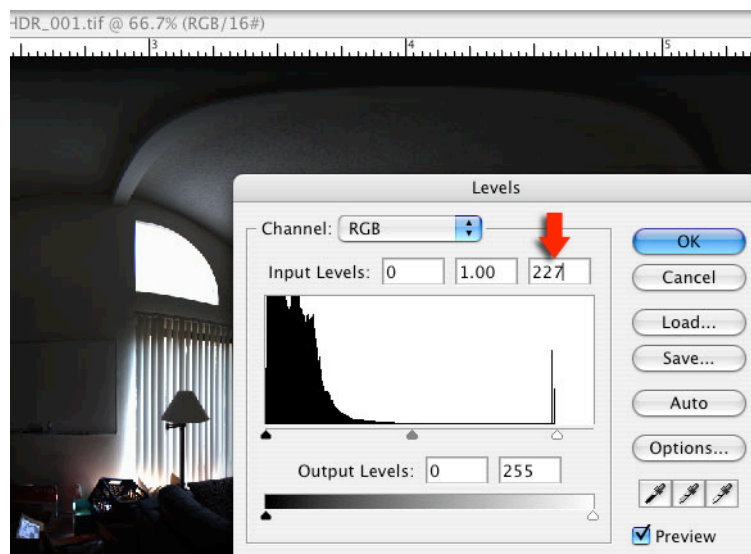 HDR_001.tif @ 66.7% (RGB/16#)
3 4 5
Levels
Channel: RGB
Input Levels: 0 1.00 227
Output Levels: 0 255
OK
Cancel
Load...
Save...
Auto
Options...
Preview